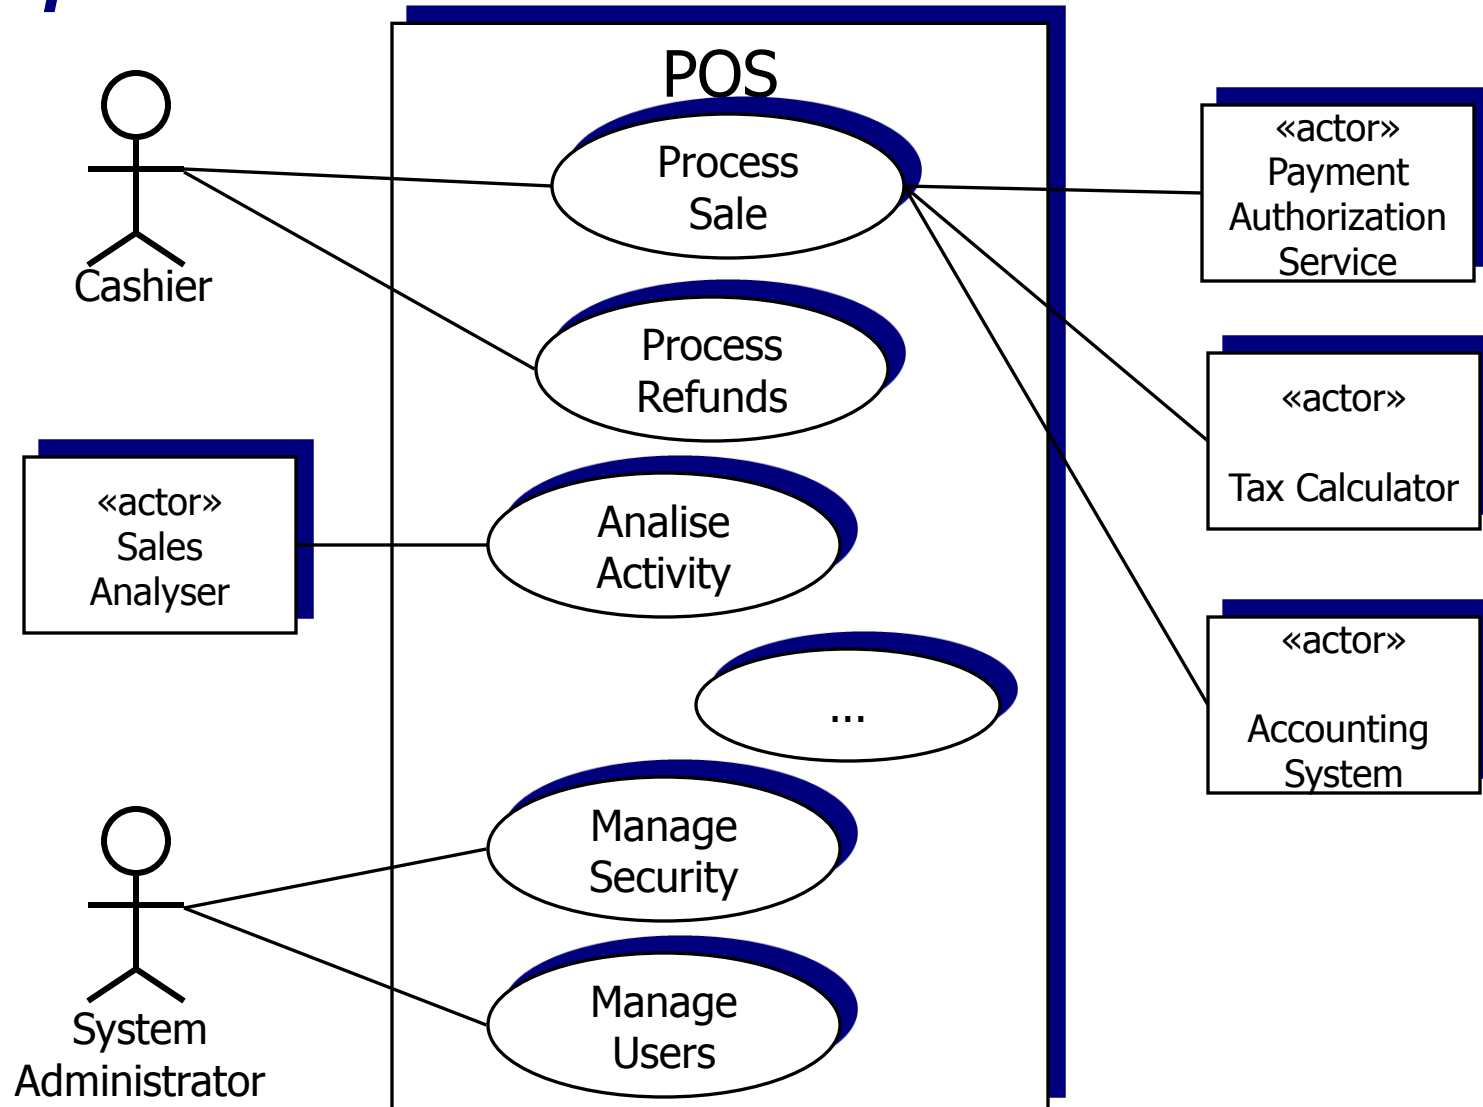 POS
Process
Sale
Cashier
«actor»
Payment
Authorization
Service
Process
Refunds
«actor»
Tax Calculator
«actor»
Sales
Analyser
Analise
Activity
...
«actor»
Accounting
System
Manage
Security
System
Administrator
Manage
Users